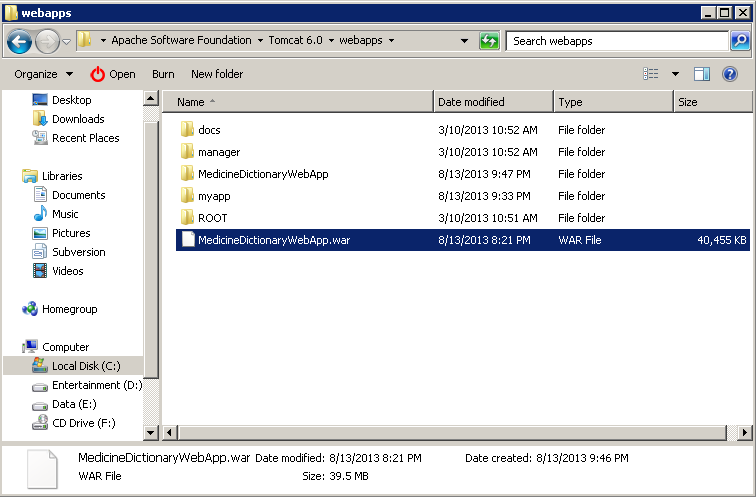 webapps
Apache Software Foundation Tomcat 6.0 webapps Search webapps
Organize Open Burn New folder
Name Date modified Type Size
Desktop
Downloads
Recent Places
Libraries
Documents
Music
Pictures
Subversion
Videos
Homegroup
Computer
Local Disk (C:)
Entertainment (D:)
Data (E:)
CD Drive (F:)
docs 3/10/2013 10:52 AM File folder
manager 3/10/2013 10:52 AM File folder
MedicineDictionaryWebApp 8/13/2013 9:47 PM File folder
myapp 8/13/2013 9:33 PM File folder
ROOT 3/10/2013 10:51 AM File folder
MedicineDictionaryWebApp.war 8/13/2013 8:21 PM WAR File 40,455 KB
MedicineDictionaryWebApp.war Date modified: 8/13/2013 8:21 PM Date created: 8/13/2013 9:46 PM
WAR File Size: 39.5 MB